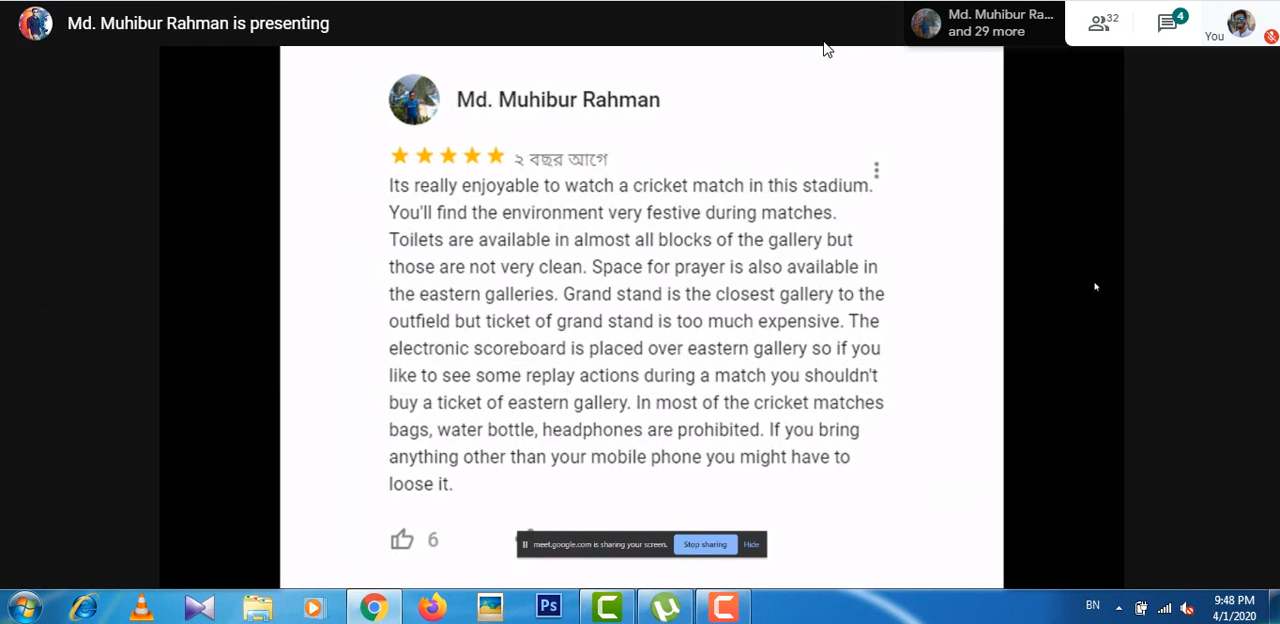 Md. Muhibur Rahman is presenting
Md. Muhibur Ra...
and 29 more
32
4
You
Md. Muhibur Rahman
২ বছর আগে
Its really enjoyable to watch a cricket match in this stadium.
You'll find the environment very festive during matches.
Toilets are available in almost all blocks of the gallery but
those are not very clean. Space for prayer is also available in
the eastern galleries. Grand stand is the closest gallery to the
outfield but ticket of grand stand is too much expensive. The
electronic scoreboard is placed over eastern gallery so if you
like to see some replay actions during a match you shouldn't
buy a ticket of eastern gallery. In most of the cricket matches
bags, water bottle, headphones are prohibited. If you bring
anything other than your mobile phone you might have to
loose it.
6
meet.google.com is sharing your screen. Stop sharing Hide
Ps
BN
9:48 PM
4/1/2020